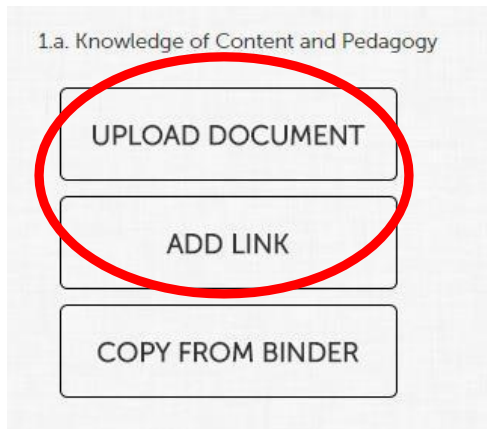 1.a. Knowledge of Content and Pedagogy
UPLOAD DOCUMENT
ADD LINK
COPY FROM BINDER